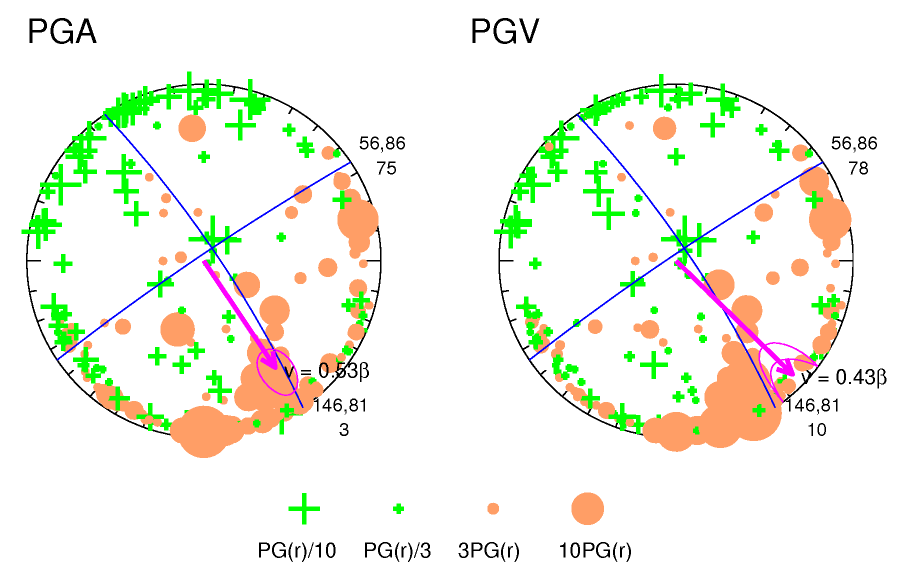 PGA
PGV
56,86
75
56,86
78
v = 0.53β
v = 0.43β
146,81
3
146,81
10
PG(r)/10
PG(r)/3
3PG(r)
10PG(r)